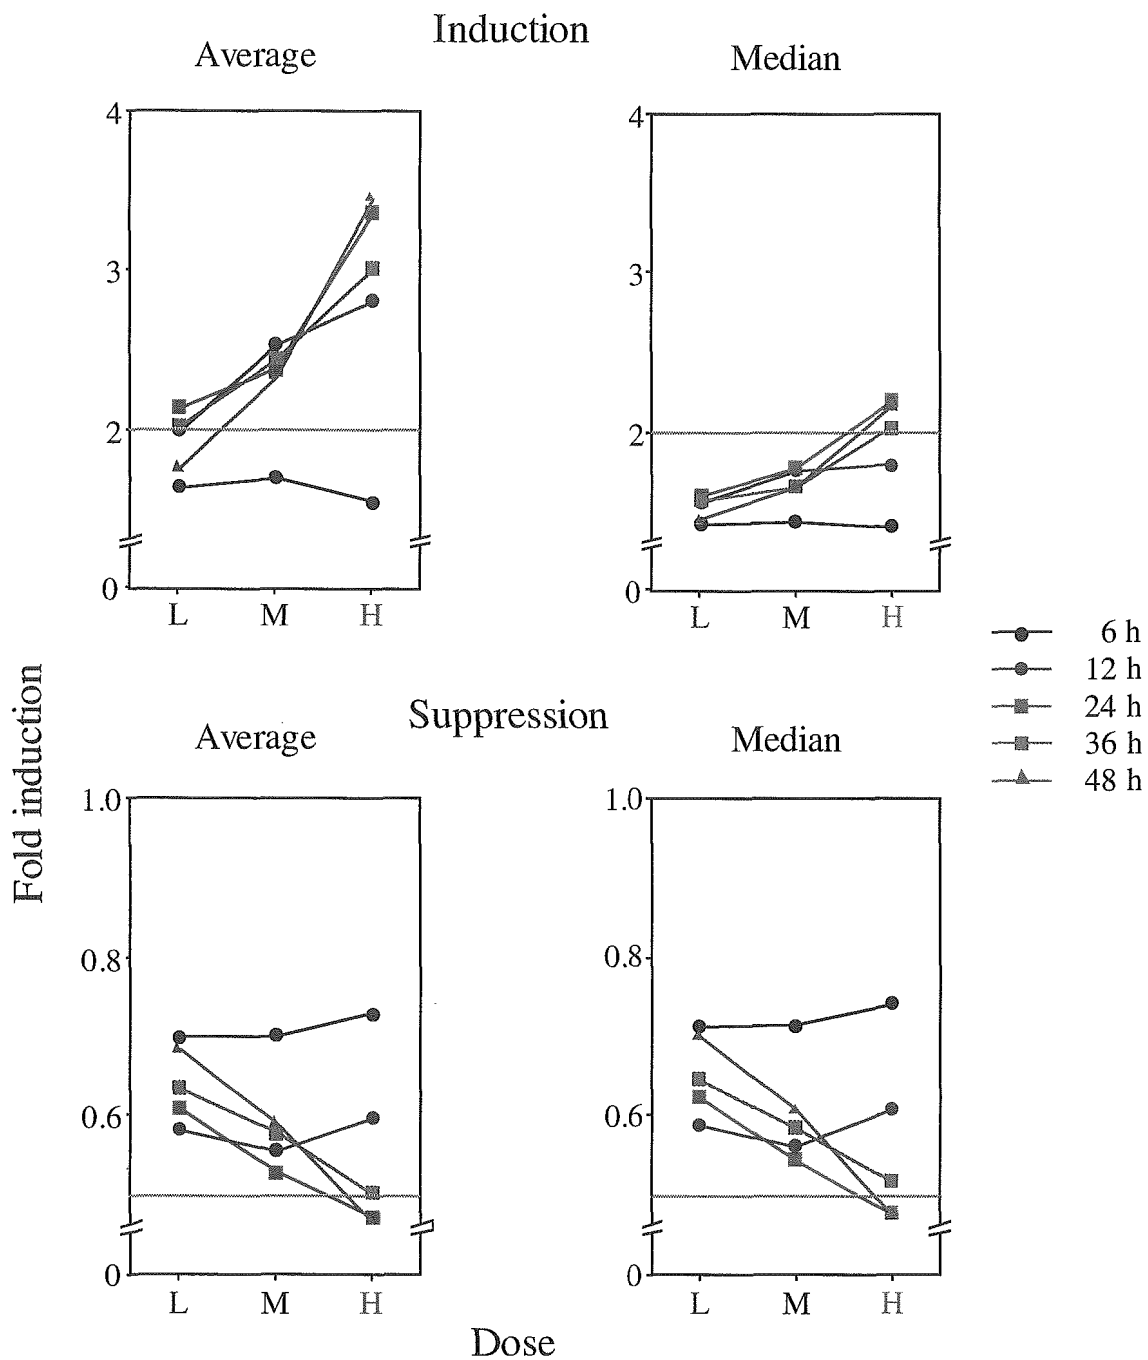 Induction
Average
Median
4
3
2
0
L M H
4
3
2
0
L M H
6 h
12 h
24 h
36 h
48 h
Fold induction
Suppression
Average
Median
1.0
0.8
0.6
0
L M H
1.0
0.8
0.6
0
L M H
Dose